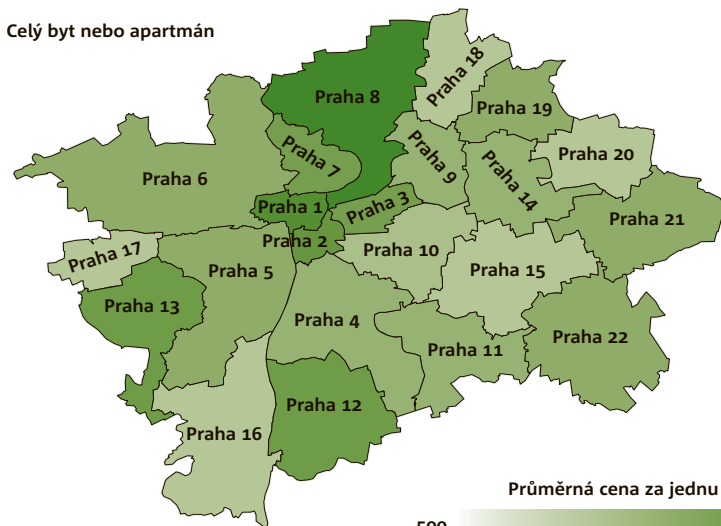 Celý byt nebo apartmán
Praha 18
Praha 8
Praha 19
Praha 20
Praha 7
Praha 9
Praha 6
Praha 14
Praha 1
Praha 3
Praha 21
Praha 2
Praha 17
Praha 10
Praha 15
Praha 5
Praha 13
Praha 4
Praha 22
Praha 11
Praha 12
Praha 16
Průměrná cena za jednu
500